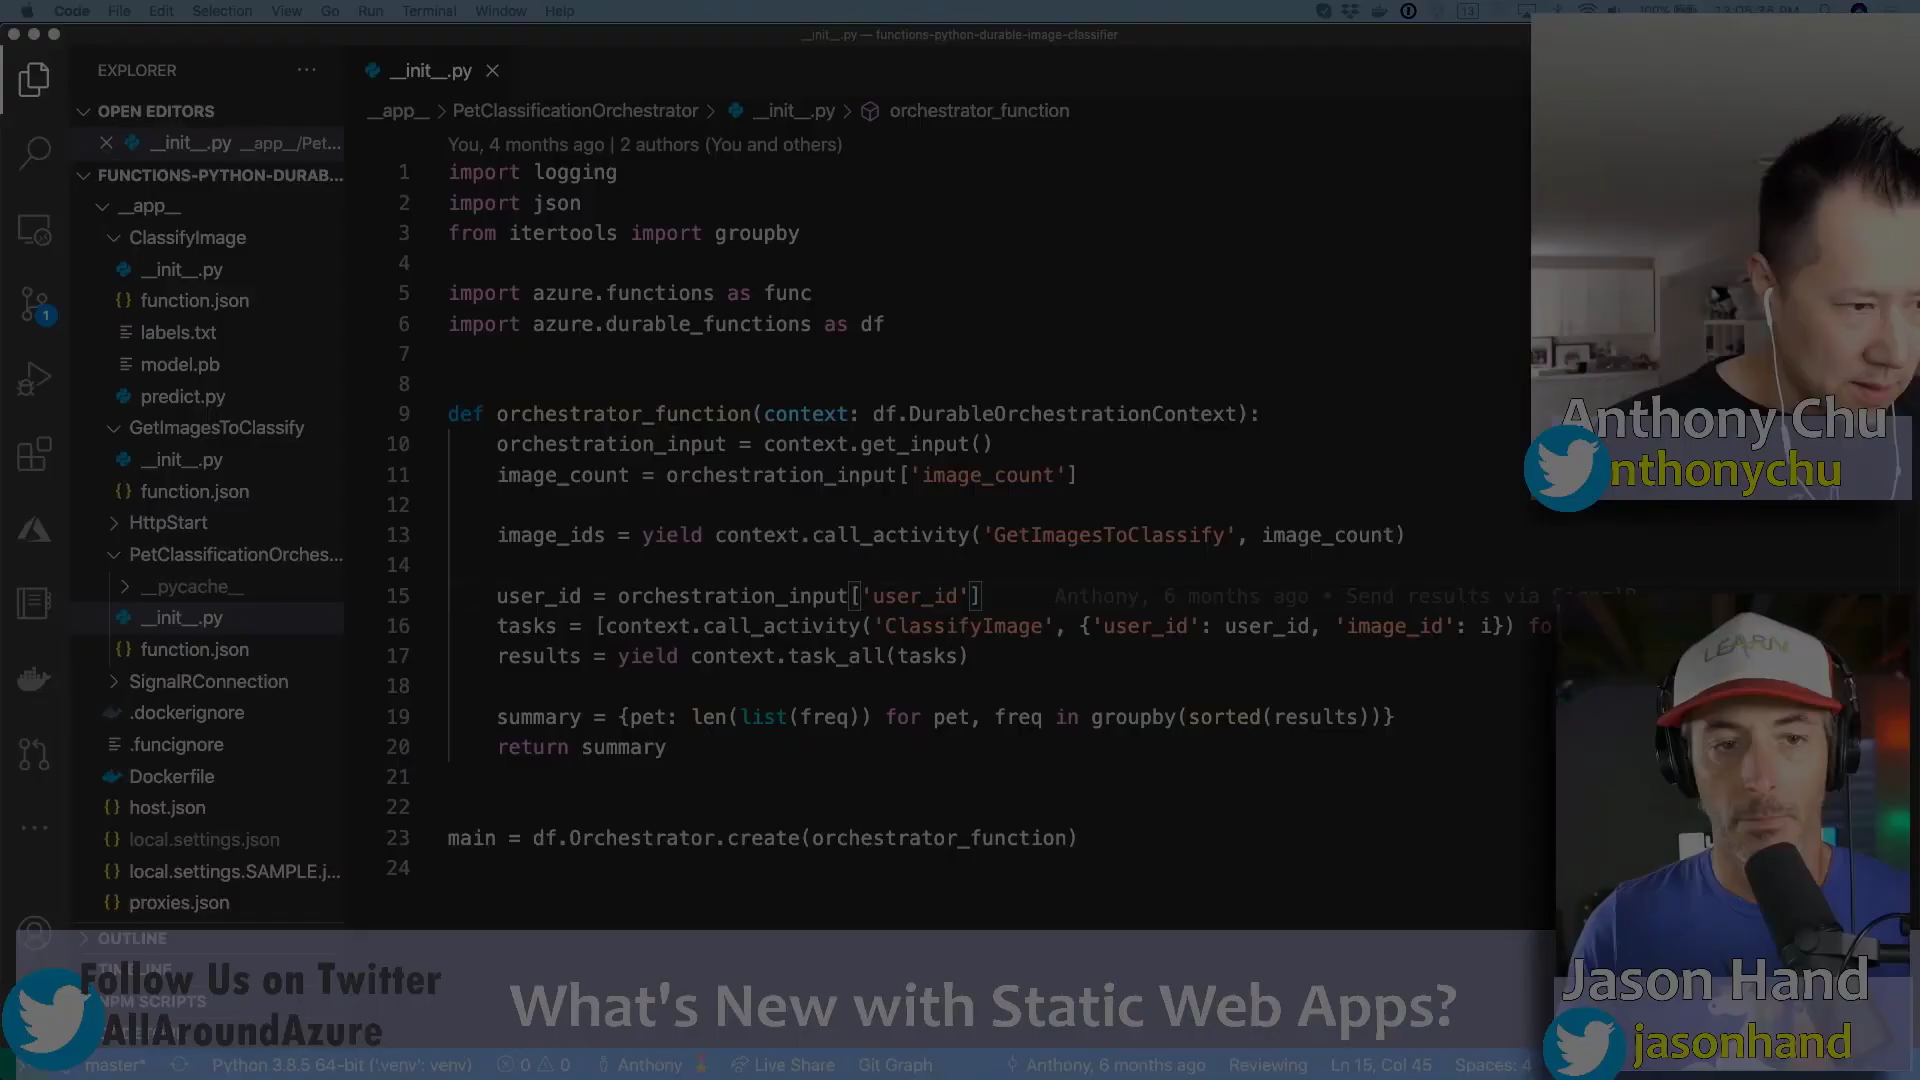 Code File Edit Selection View Go Run Terminal Window Help
13 100%
__init__.py — functions-python-durable-image-classifier
EXPLORER
OPEN EDITORS
__init__.py __app__/Pet...
FUNCTIONS-PYTHON-DURAB...
__app__
ClassifyImage
__init__.py
function.json
labels.txt
model.pb
predict.py
GetImagesToClassify
__init__.py
function.json
HttpStart
PetClassificationOrches...
__pycache__
__init__.py
function.json
SignalRConnection
.dockerignore
.funcignore
Dockerfile
host.json
local.settings.json
local.settings.SAMPLE.j...
proxies.json
OUTLINE
TIMELINE
NPM SCRIPTS
1
__init__.py
__app__ > PetClassificationOrchestrator > __init__.py > orchestrator_function
You, 4 months ago | 2 authors (You and others)
1 import logging
2 import json
3 from itertools import groupby
4
5 import azure.functions as func
6 import azure.durable_functions as df
7
8
9 def orchestrator_function(context: df.DurableOrchestrationContext):
10 orchestration_input = context.get_input()
11 image_count = orchestration_input['image_count']
12
13 image_ids = yield context.call_activity('GetImagesToClassify', image_count)
14
15 user_id = orchestration_input['user_id'] Anthony, 6 months ago • Send results via SignalR
16 tasks = [context.call_activity('ClassifyImage', {'user_id': user_id, 'image_id': i}) fo
17 results = yield context.task_all(tasks)
18
19 summary = {pet: len(list(freq)) for pet, freq in groupby(sorted(results))}
20 return summary
21
22
23 main = df.Orchestrator.create(orchestrator_function)
24
Anthony Chu
nthonychu
LEARN
Jason Hand
jasonhand
Follow Us on Twitter
AllAroundAzure
What's New with Static Web Apps?
master* Python 3.8.5 64-bit ('.venv': venv) 0 0 Anthony Live Share Git Graph Anthony, 6 months ago Reviewing Ln 15, Col 45 Spaces: 4